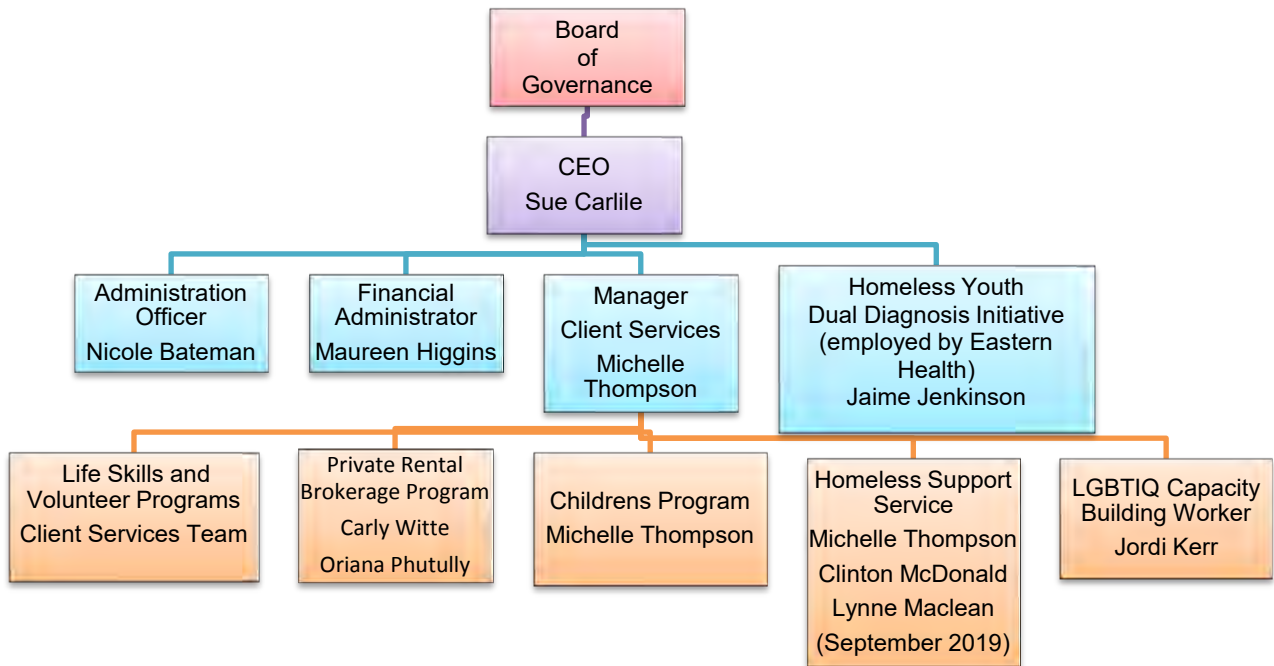 Board
of
Governance
CEO
Sue Carlile
Administration
Officer
Nicole Bateman
Financial
Administrator
Maureen Higgins
Manager
Client Services
Michelle
Thompson
Homeless Youth
Dual Diagnosis Initiative
(employed by Eastern
Health)
Jaime Jenkinson
Life Skills and
Volunteer Programs
Client Services Team
Private Rental
Brokerage Program
Carly Witte
Oriana Phutully
Childrens Program
Michelle Thompson
Homeless Support
Service
Michelle Thompson
Clinton McDonald
Lynne Maclean
(September 2019)
LGBTIQ Capacity
Building Worker
Jordi Kerr